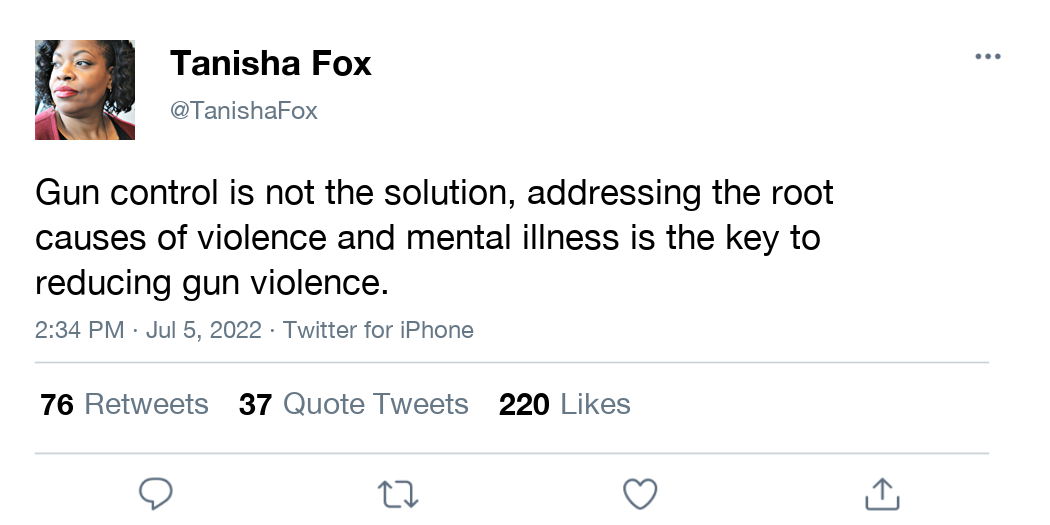 Tanisha Fox
@TanishaFox
Gun control is not the solution, addressing the root
causes of violence and mental illness is the key to
reducing gun violence.
2:34 PM · Jul 5, 2022 · Twitter for iPhone
76 Retweets 37 Quote Tweets 220 Likes